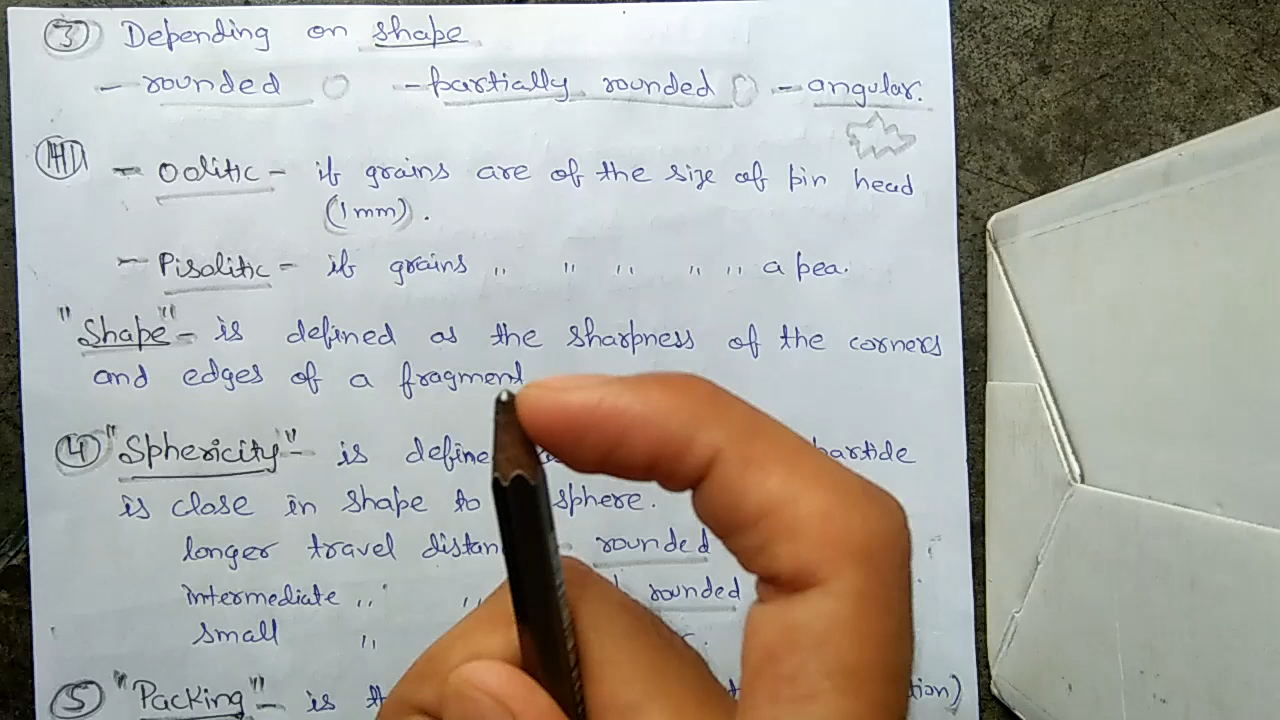 ③ Depending on shape
- rounded - partially rounded - angular.
- Oolitic - if grains are of the size of pin head
(1mm).
- Pisolitic - if grains ,, ,, ,, ,, ,, a pea.
"Shape" - is defined as the sharpness of the corners
and edges of a fragment
④ "Sphericity" - is define particle
is close in shape to sphere.
longer travel distan rounded
intermediate ,, ,, rounded
small ,,
⑤ "Packing" - is tion)